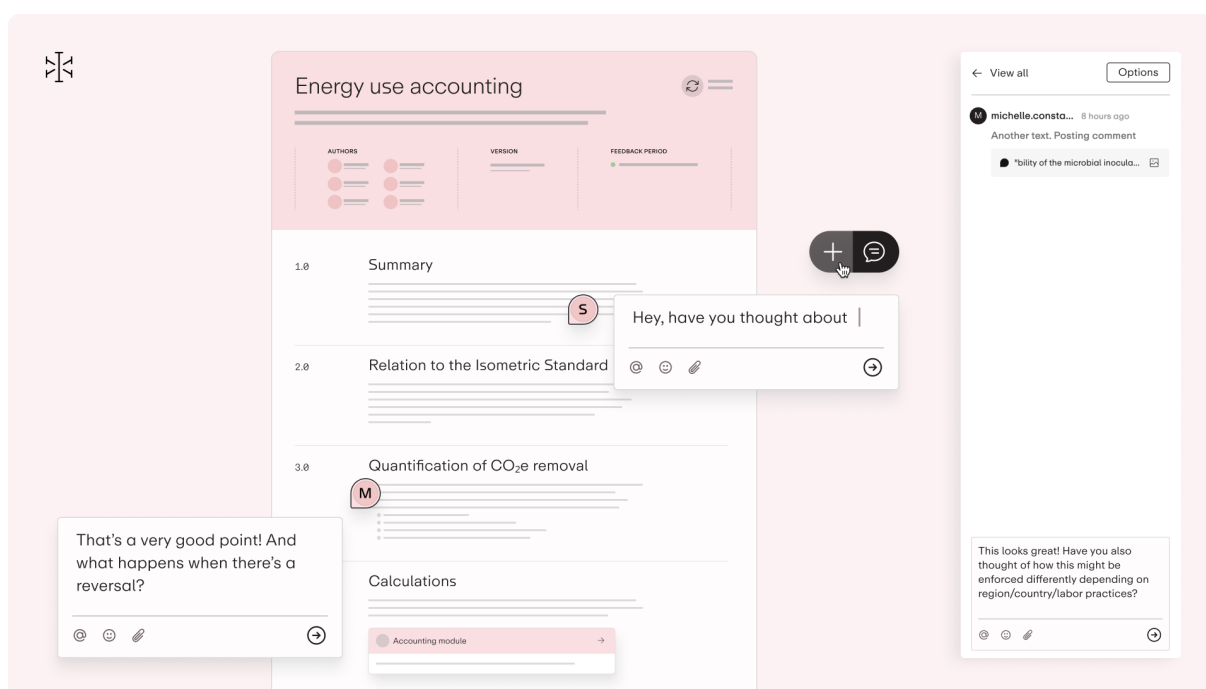 Energy use accounting
AUTHORS
VERSION
FEEDBACK PERIOD
1.0
Summary
S
Hey, have you thought about
2.0
Relation to the Isometric Standard
3.0
Quantification of CO₂e removal
M
That's a very good point! And
what happens when there's a
reversal?
Calculations
Accounting module
View all
Options
M
michelle.consta... 8 hours ago
Another text. Posting comment
"bility of the microbial inocula...
This looks great! Have you also
thought of how this might be
enforced differently depending on
region/country/labor practices?